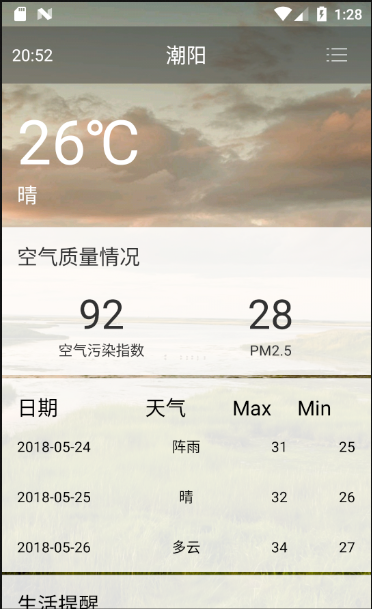 1:28
20:52 潮阳
26℃
晴
空气质量情况
92 28
空气污染指数 PM2.5
日期 天气 Max Min
2018-05-24 阵雨 31 25
2018-05-25 晴 32 26
2018-05-26 多云 34 27
生活提醒